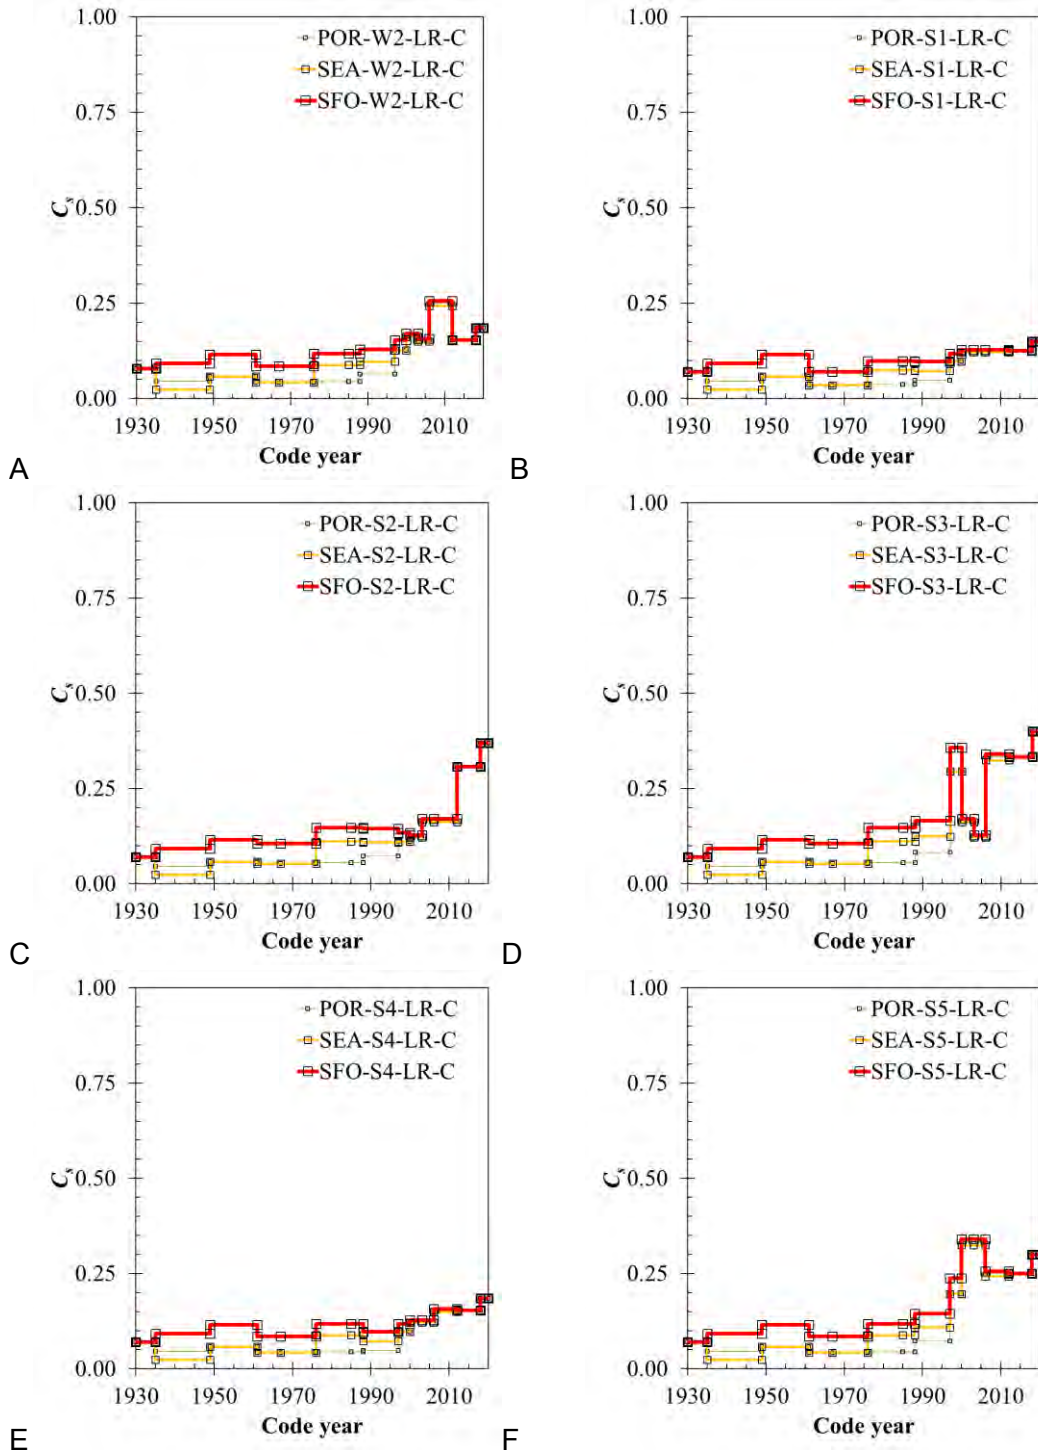 1.00
0.75
0.50
0.25
0.00
Cs
POR-W2-LR-C
SEA-W2-LR-C
SFO-W2-LR-C
1930 1950 1970 1990 2010
Code year
A
1.00
0.75
0.50
0.25
0.00
Cs
POR-S1-LR-C
SEA-S1-LR-C
SFO-S1-LR-C
1930 1950 1970 1990 2010
Code year
B
1.00
0.75
0.50
0.25
0.00
Cs
POR-S2-LR-C
SEA-S2-LR-C
SFO-S2-LR-C
1930 1950 1970 1990 2010
Code year
C
1.00
0.75
0.50
0.25
0.00
Cs
POR-S3-LR-C
SEA-S3-LR-C
SFO-S3-LR-C
1930 1950 1970 1990 2010
Code year
D
1.00
0.75
0.50
0.25
0.00
Cs
POR-S4-LR-C
SEA-S4-LR-C
SFO-S4-LR-C
1930 1950 1970 1990 2010
Code year
E
1.00
0.75
0.50
0.25
0.00
Cs
POR-S5-LR-C
SEA-S5-LR-C
SFO-S5-LR-C
1930 1950 1970 1990 2010
Code year
F